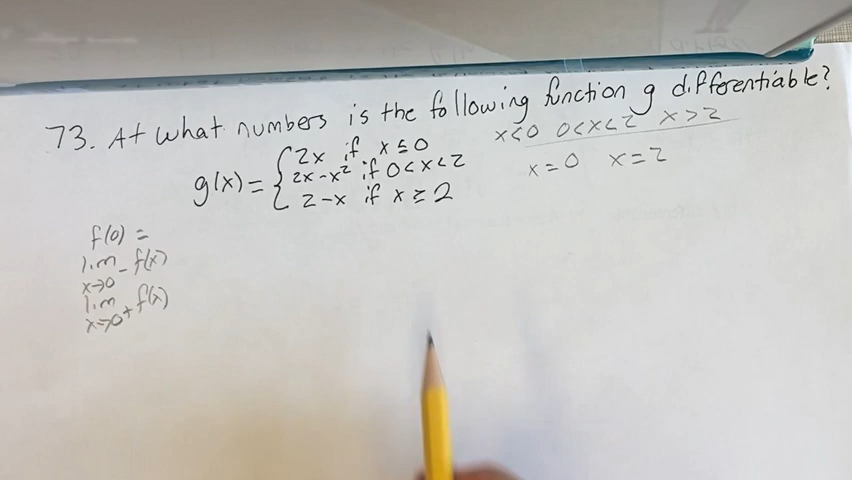 73. At what numbers is the following function g differentiable?
x<0 0<x<2 x>2
g(x) = { 2x if x ≤ 0
2x-x² if 0<x<2
2-x if x ≥ 2
x=0 x=2
f(0) =
lim x→0⁻ f(x)
lim x→0⁺ f(x)